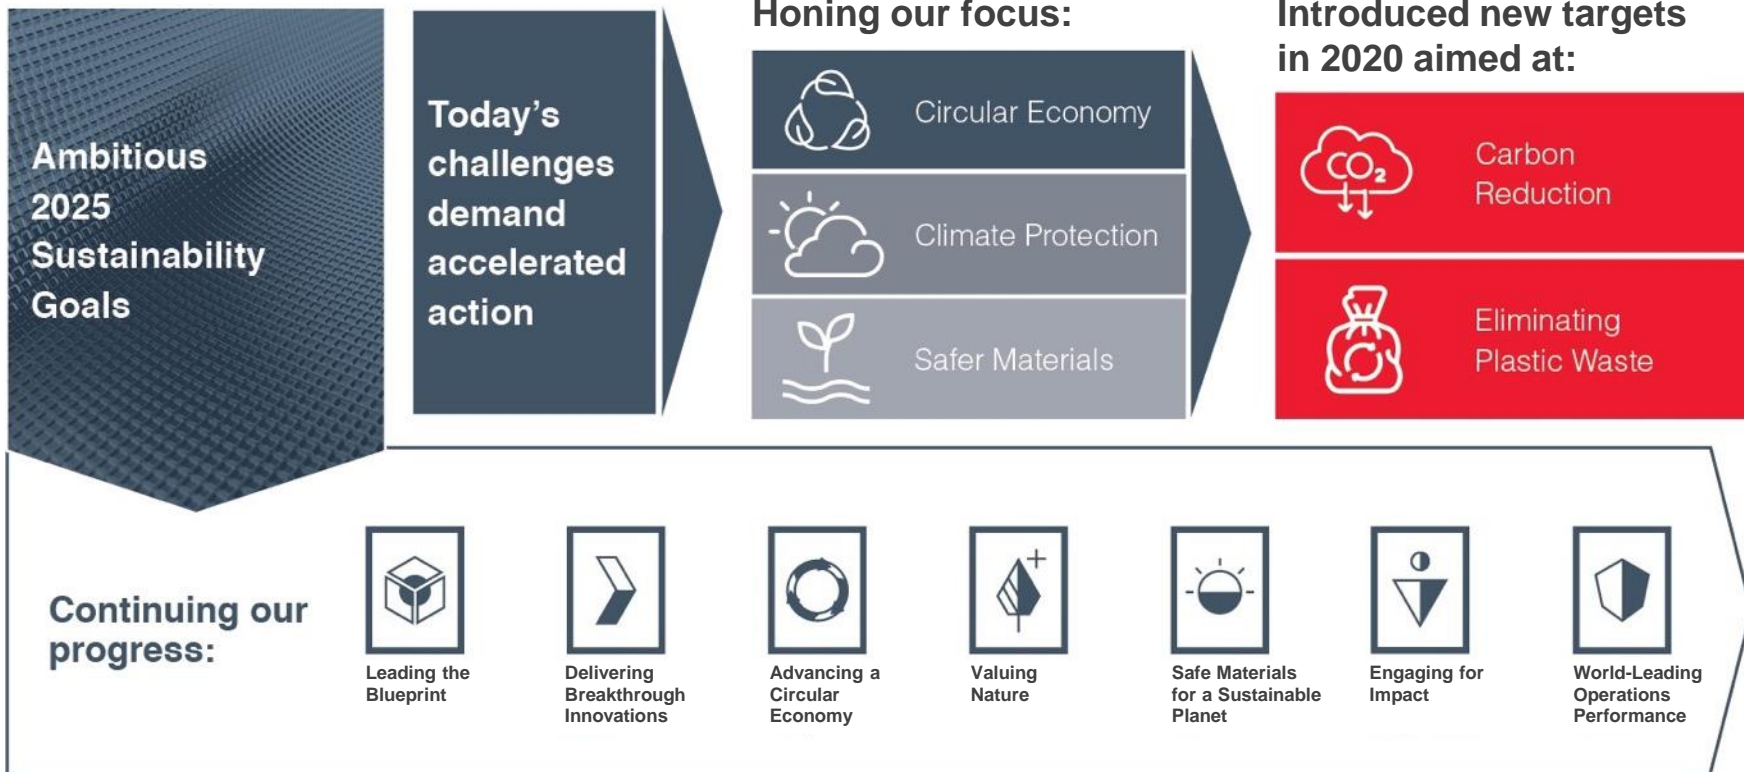 Ambitious
2025
Sustainability
Goals
Today's
challenges
demand
accelerated
action
Honing our focus:
Circular Economy
Climate Protection
Safer Materials
Introduced new targets
in 2020 aimed at:
CO₂
Carbon
Reduction
Eliminating
Plastic Waste
Continuing our
progress:
Leading the
Blueprint
Delivering
Breakthrough
Innovations
Advancing a
Circular
Economy
Valuing
Nature
Safe Materials
for a Sustainable
Planet
Engaging for
Impact
World-Leading
Operations
Performance